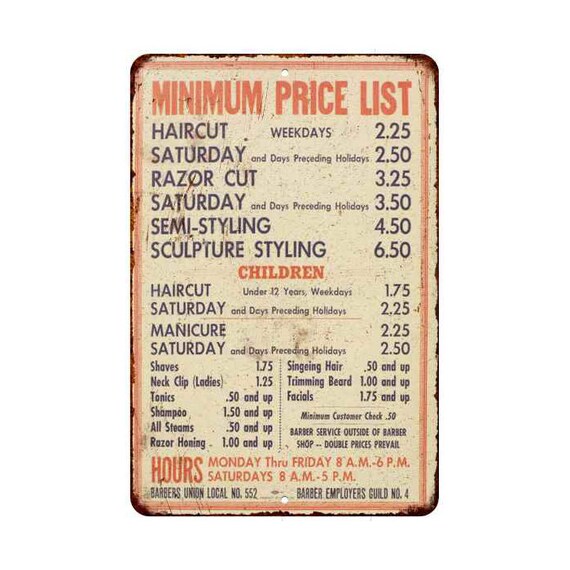 MINIMUM PRICE LIST
HAIRCUT WEEKDAYS 2.25
SATURDAY and Days Preceding Holidays 2.50
RAZOR CUT 3.25
SATURDAY and Days Preceding Holidays 3.50
SEMI-STYLING 4.50
SCULPTURE STYLING 6.50
CHILDREN
HAIRCUT Under 12 Years, Weekdays 1.75
SATURDAY and Days Preceding Holidays 2.25
MANICURE 2.25
SATURDAY and Days Preceding Holidays 2.50
Shaves 1.75
Neck Clip (Ladies) 1.25
Tonics .50 and up
Shampoo 1.50 and up
All Steams .50 and up
Razor Honing 1.00 and up
Singeing Hair .50 and up
Trimming Beard 1.00 and up
Facials 1.75 and up
Minimum Customer Check .50
BARBER SERVICE OUTSIDE OF BARBER
SHOP -- DOUBLE PRICES PREVAIL
HOURS MONDAY Thru FRIDAY 8 A.M.-6 P.M.
SATURDAYS 8 A.M.-5 P.M.
BARBERS UNION LOCAL NO. 552 BARBER EMPLOYERS GUILD NO. 4